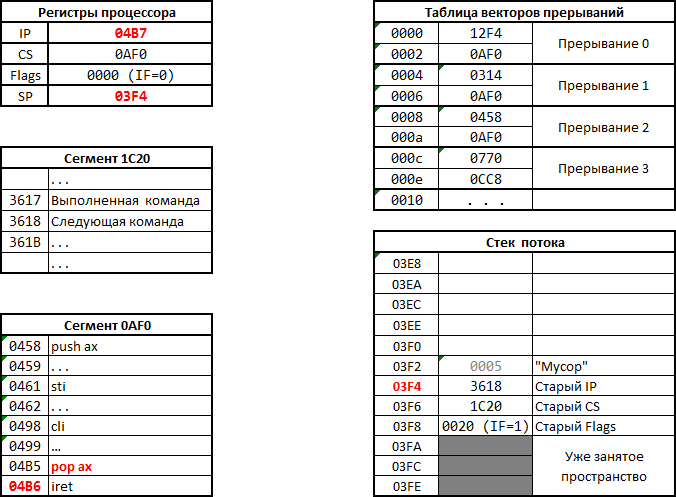 Регистры процессора
IP 04B7
CS 0AF0
Flags 0000 (IF=0)
SP 03F4
Сегмент 1C20
. . .
3617 Выполненная команда
3618 Следующая команда
361B . . .
. . .
Сегмент 0AF0
0458 push ax
0459 . . .
0461 sti
0462 . . .
0498 cli
0499 ...
04B5 pop ax
04B6 iret
Таблица векторов прерываний
0000 12F4 Прерывание 0
0002 0AF0
0004 0314 Прерывание 1
0006 0AF0
0008 0458 Прерывание 2
000a 0AF0
000c 0770 Прерывание 3
000e 0CC8
0010 . . .
Стек потока
03E8
03EA
03EC
03EE
03F0
03F2 0005 "Мусор"
03F4 3618 Старый IP
03F6 1C20 Старый CS
03F8 0020 (IF=1) Старый Flags
03FA
03FC
03FE
Уже занятое
пространство